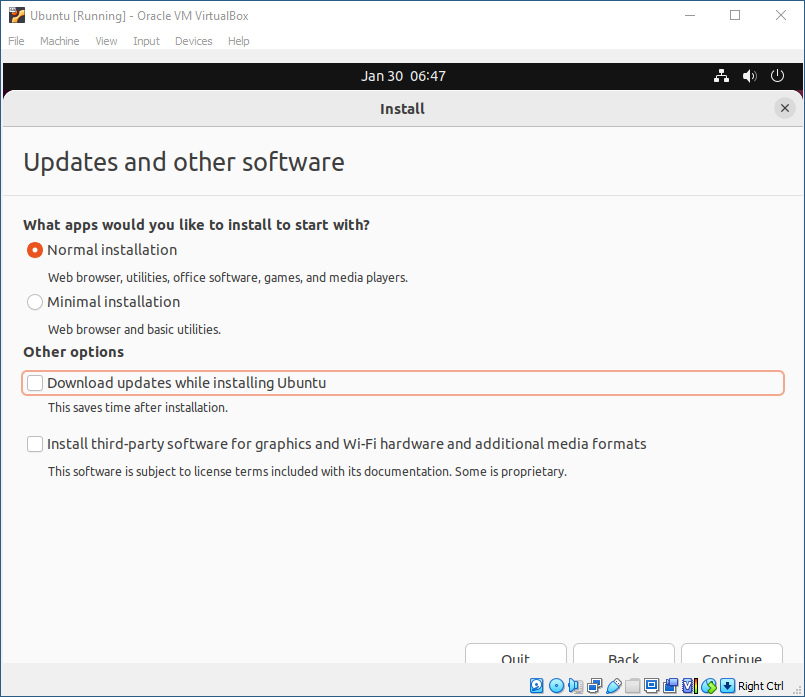 Ubuntu [Running] - Oracle VM VirtualBox
File Machine View Input Devices Help
Jan 30 06:47
Install
Updates and other software
What apps would you like to install to start with?
Normal installation
Web browser, utilities, office software, games, and media players.
Minimal installation
Web browser and basic utilities.
Other options
Download updates while installing Ubuntu
This saves time after installation.
Install third-party software for graphics and Wi-Fi hardware and additional media formats
This software is subject to license terms included with its documentation. Some is proprietary.
Quit Back Continue
Right Ctrl